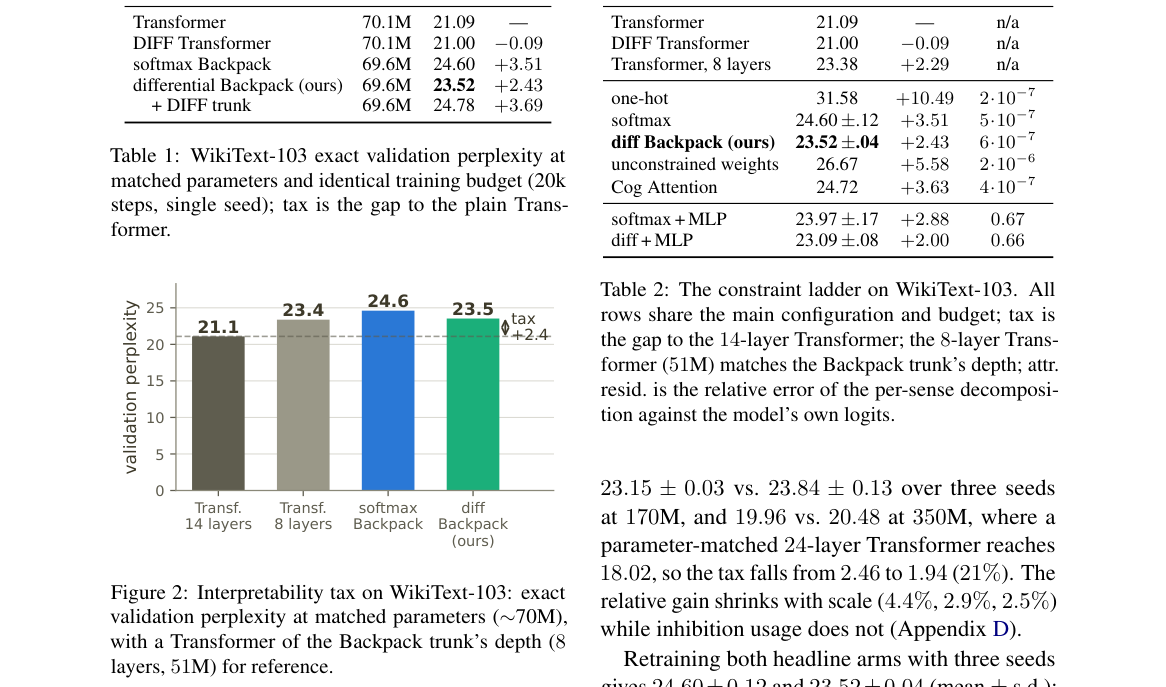 Transformer 70.1M 21.09 —
DIFF Transformer 70.1M 21.00 −0.09
softmax Backpack 69.6M 24.60 +3.51
differential Backpack (ours) 69.6M 23.52 +2.43
+ DIFF trunk 69.6M 24.78 +3.69
Table 1: WikiText-103 exact validation perplexity at
matched parameters and identical training budget (20k
steps, single seed); tax is the gap to the plain Trans-
former.
validation perplexity
25
20
15
10
5
0
21.1
23.4
24.6
23.5
tax
+2.4
Transf.
14 layers
Transf.
8 layers
softmax
Backpack
diff
Backpack
(ours)
Figure 2: Interpretability tax on WikiText-103: exact
validation perplexity at matched parameters (∼70M),
with a Transformer of the Backpack trunk's depth (8
layers, 51M) for reference.
Transformer 21.09 — n/a
DIFF Transformer 21.00 −0.09 n/a
Transformer, 8 layers 23.38 +2.29 n/a
one-hot 31.58 +10.49 2·10⁻⁷
softmax 24.60 ±.12 +3.51 5·10⁻⁷
diff Backpack (ours) 23.52 ±.04 +2.43 6·10⁻⁷
unconstrained weights 26.67 +5.58 2·10⁻⁶
Cog Attention 24.72 +3.63 4·10⁻⁷
softmax + MLP 23.97 ±.17 +2.88 0.67
diff + MLP 23.09 ±.08 +2.00 0.66
Table 2: The constraint ladder on WikiText-103. All
rows share the main configuration and budget; tax is
the gap to the 14-layer Transformer; the 8-layer Trans-
former (51M) matches the Backpack trunk's depth; attr.
resid. is the relative error of the per-sense decomposi-
tion against the model's own logits.
23.15 ± 0.03 vs. 23.84 ± 0.13 over three seeds
at 170M, and 19.96 vs. 20.48 at 350M, where a
parameter-matched 24-layer Transformer reaches
18.02, so the tax falls from 2.46 to 1.94 (21%). The
relative gain shrinks with scale (4.4%, 2.9%, 2.5%)
while inhibition usage does not (Appendix D).
Retraining both headline arms with three seeds
gives 24.60 ± 0.12 and 23.52 ± 0.04 (mean ± s.d.);